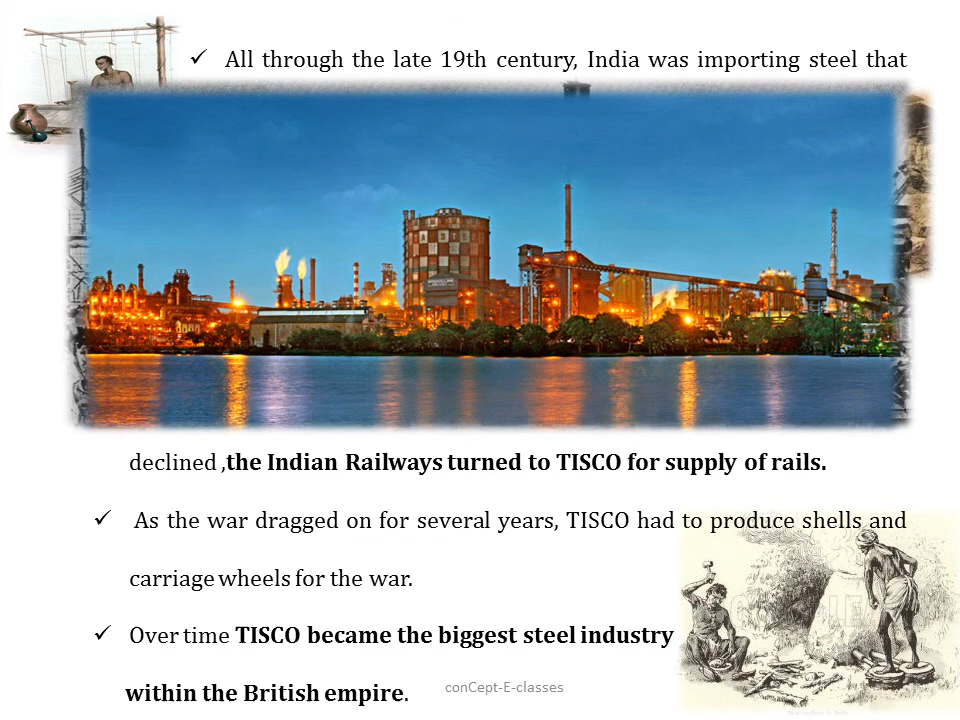 ✓ All through the late 19th century, India was importing steel that
declined ,the Indian Railways turned to TISCO for supply of rails.
✓ As the war dragged on for several years, TISCO had to produce shells and
carriage wheels for the war.
✓ Over time TISCO became the biggest steel industry
within the British empire.
conCept-E-classes